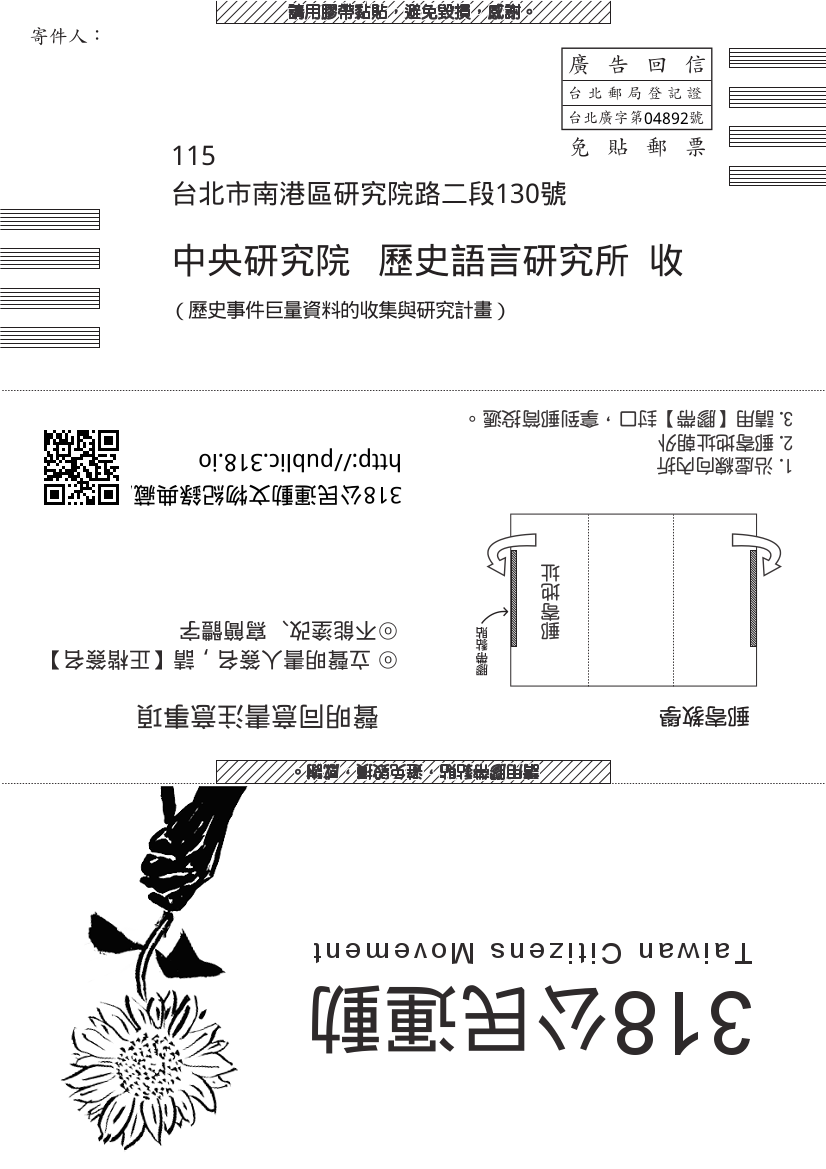 請用膠帶黏貼，避免毀損，感謝。
寄件人：
廣告回信
台北郵局登記證
台北廣字第04892號
免貼郵票
115
台北市南港區研究院路二段130號
中央研究院 歷史語言研究所 收
（歷史事件巨量資料的收集與研究計畫）
郵寄教學
膠帶黏貼
郵寄地址
1. 沿虛線向內折
2. 郵寄地址朝外
3. 請用【膠帶】封口，拿到郵筒投遞。
聲明同意書注意事項
◎ 立聲明書人簽名，請【正楷簽名】
◎不能塗改、寫簡體字
318公民運動文物紀錄典藏
http://public.318.io
請用膠帶黏貼，避免毀損，感謝。
318公民運動
Taiwan Citizens Movement